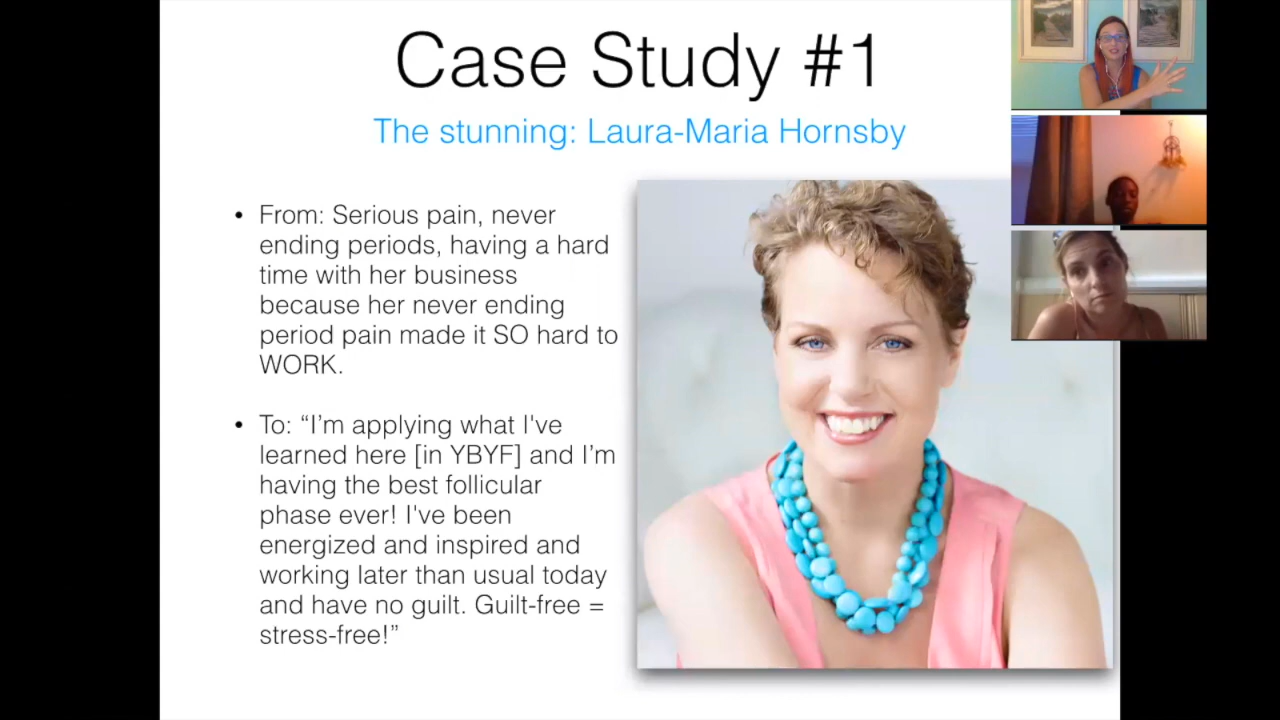 Case Study #1
The stunning: Laura-Maria Hornsby
• From: Serious pain, never
ending periods, having a hard
time with her business
because her never ending
period pain made it SO hard to
WORK.
• To: “I’m applying what I've
learned here [in YBYF] and I’m
having the best follicular
phase ever! I've been
energized and inspired and
working later than usual today
and have no guilt. Guilt-free =
stress-free!”